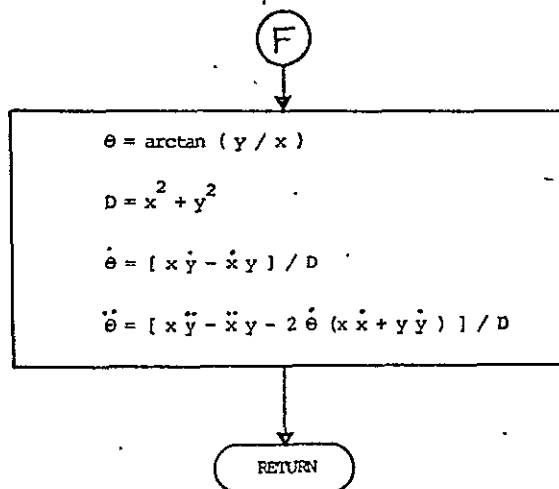 F
θ = arctan ( y / x )
D = x² + y²
θ̇ = [ x ẏ - ẋ y ] / D
θ̈ = [ x ÿ - ẍ y - 2 θ̇ (x ẋ + y ẏ ) ] / D
RETURN